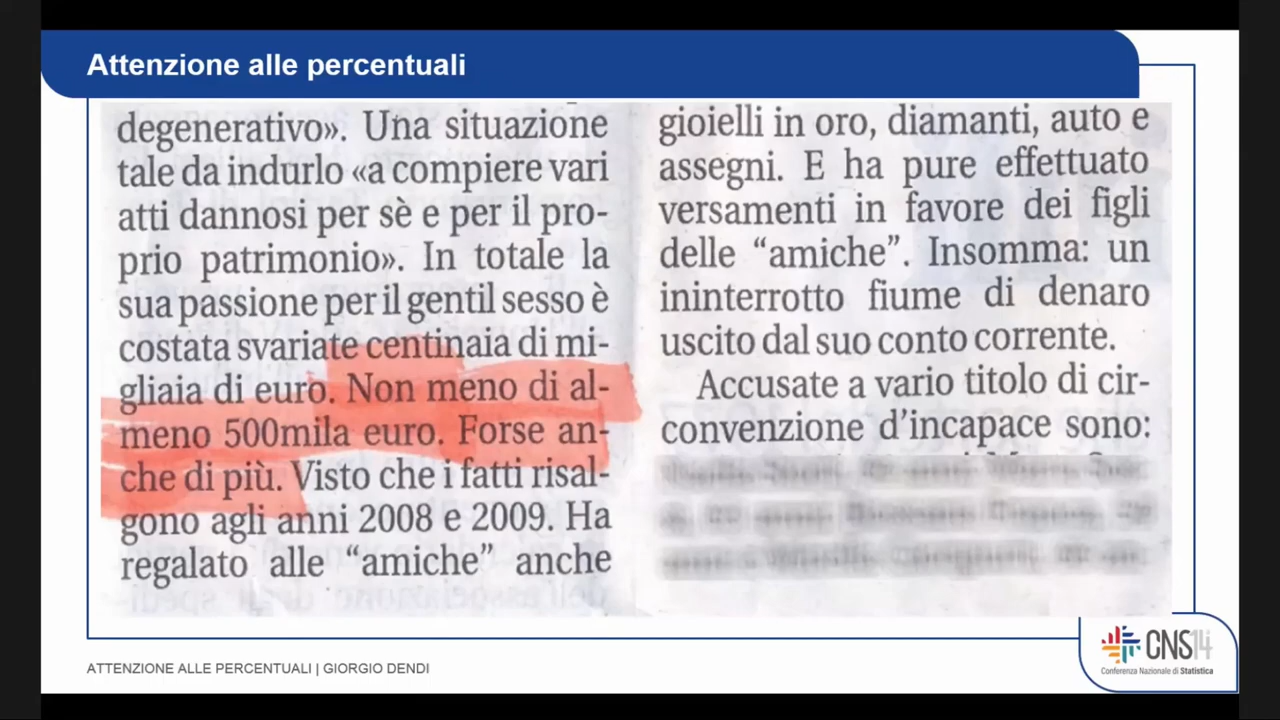 Attenzione alle percentuali
degenerativo». Una situazione
tale da indurlo «a compiere vari
atti dannosi per sè e per il pro-
prio patrimonio». In totale la
sua passione per il gentil sesso è
costata svariate centinaia di mi-
gliaia di euro. Non meno di al-
meno 500mila euro. Forse an-
che di più. Visto che i fatti risal-
gono agli anni 2008 e 2009. Ha
regalato alle “amiche” anche
gioielli in oro, diamanti, auto e
assegni. E ha pure effettuato
versamenti in favore dei figli
delle “amiche”. Insomma: un
ininterrotto fiume di denaro
uscito dal suo conto corrente.
Accusate a vario titolo di cir-
convenzione d’incapace sono:
ATTENZIONE ALLE PERCENTUALI | GIORGIO DENDI
CNS14
Conferenza Nazionale di Statistica